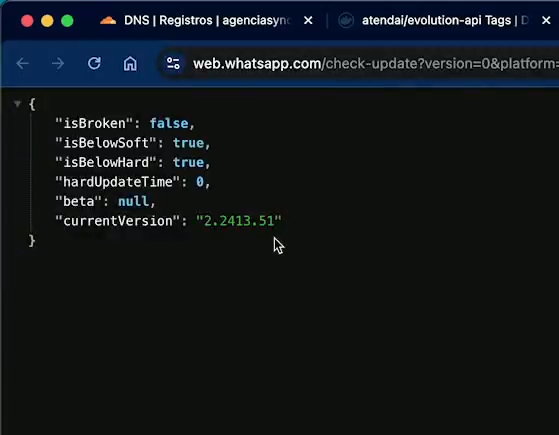 DNS | Registros | agenciasync
atendai/evolution-api Tags | D
web.whatsapp.com/check-update?version=0&platform=
{
"isBroken": false,
"isBelowSoft": true,
"isBelowHard": true,
"hardUpdateTime": 0,
"beta": null,
"currentVersion": "2.2413.51"
}